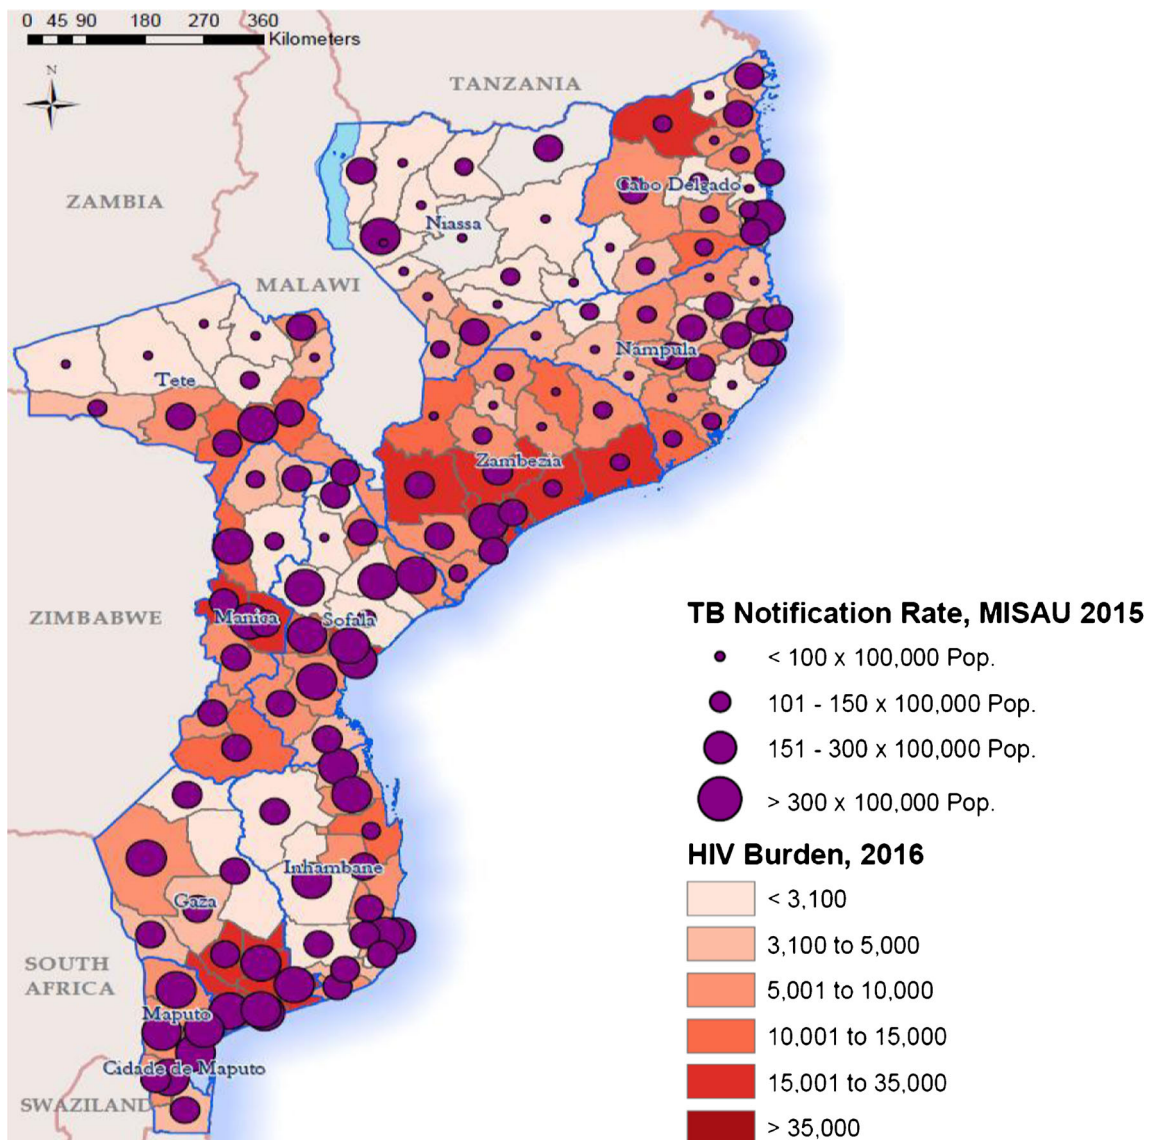 0 45 90 180 270 360
Kilometers
N
TANZANIA
ZAMBIA
Cabo Delgado
Niassa
MALAWI
Nampula
Tete
Zambezia
ZIMBABWE
Manica
Sofala
Inhambane
Gaza
SOUTH
AFRICA
Maputo
Cidade de Maputo
SWAZILAND
TB Notification Rate, MISAU 2015
< 100 x 100,000 Pop.
101 - 150 x 100,000 Pop.
151 - 300 x 100,000 Pop.
> 300 x 100,000 Pop.
HIV Burden, 2016
< 3,100
3,100 to 5,000
5,001 to 10,000
10,001 to 15,000
15,001 to 35,000
> 35,000